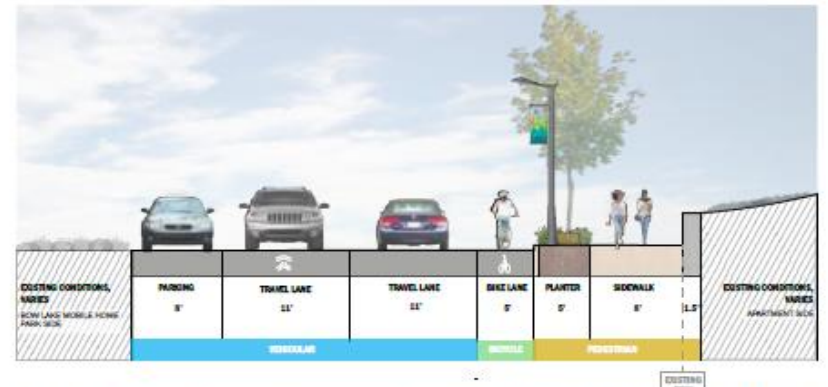 EXISTING CONDITIONS,
VARIES
BOW LAKE MOBILE HOME
PARK SIDE
PARKING
8'
TRAVEL LANE
11'
TRAVEL LANE
11'
BIKE LANE
5'
PLANTER
5'
SIDEWALK
8'
1.5'
EXISTING CONDITIONS,
VARIES
APARTMENT SIDE
VEHICULAR
BICYCLE
PEDESTRIAN
EXISTING